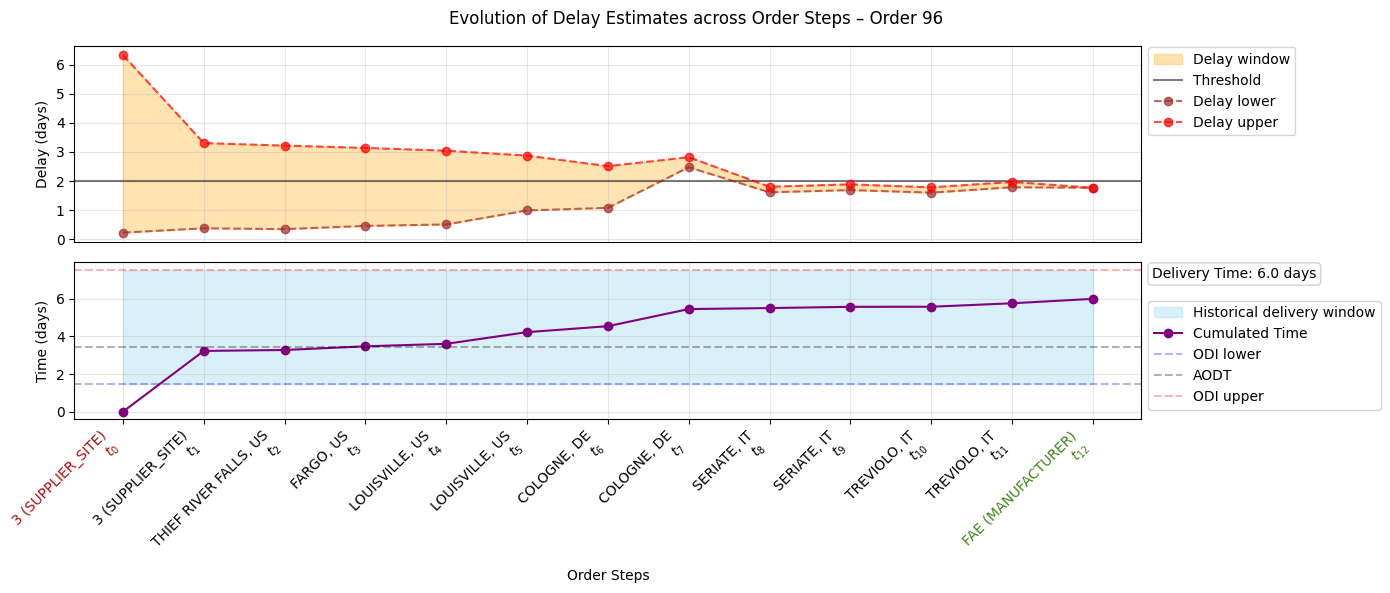 Evolution of Delay Estimates across Order Steps – Order 96
Delay (days)
6
5
4
3
2
1
0
Delay window
Threshold
Delay lower
Delay upper
Time (days)
6
4
2
0
Delivery Time: 6.0 days
Historical delivery window
Cumulated Time
ODI lower
AODT
ODI upper
3 (SUPPLIER_SITE)
t0
3 (SUPPLIER_SITE)
t1
THIEF RIVER FALLS, US
t2
FARGO, US
t3
LOUISVILLE, US
t4
LOUISVILLE, US
t5
COLOGNE, DE
t6
COLOGNE, DE
t7
SERIATE, IT
t8
SERIATE, IT
t9
TREVIOLO, IT
t10
TREVIOLO, IT
t11
FAE (MANUFACTURER)
t12
Order Steps